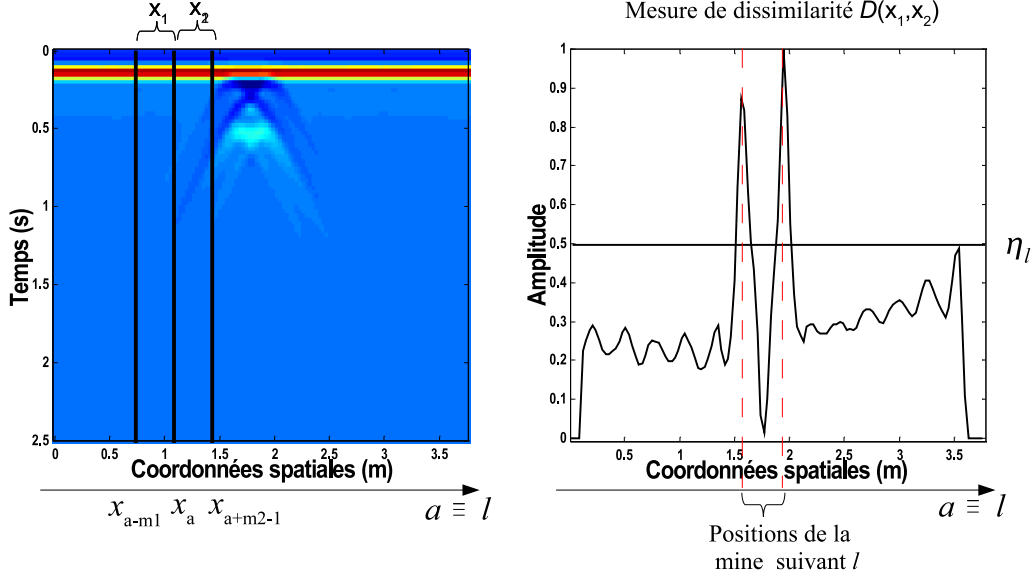 x1 x2
0
0.5
1
1.5
2
2.5
Temps (s)
0 0.5 1 1.5 2 2.5 3 3.5
Coordonnées spatiales (m)
xa-m1 xa xa+m2-1 a ≡ l
Mesure de dissimilarité D(x1,x2)
1
0.9
0.8
0.7
0.6
0.5
0.4
0.3
0.2
0.1
0
Amplitude
ηl
0.5 1 1.5 2 2.5 3 3.5
Coordonnées spatiales (m)
a ≡ l
Positions de la
mine suivant l